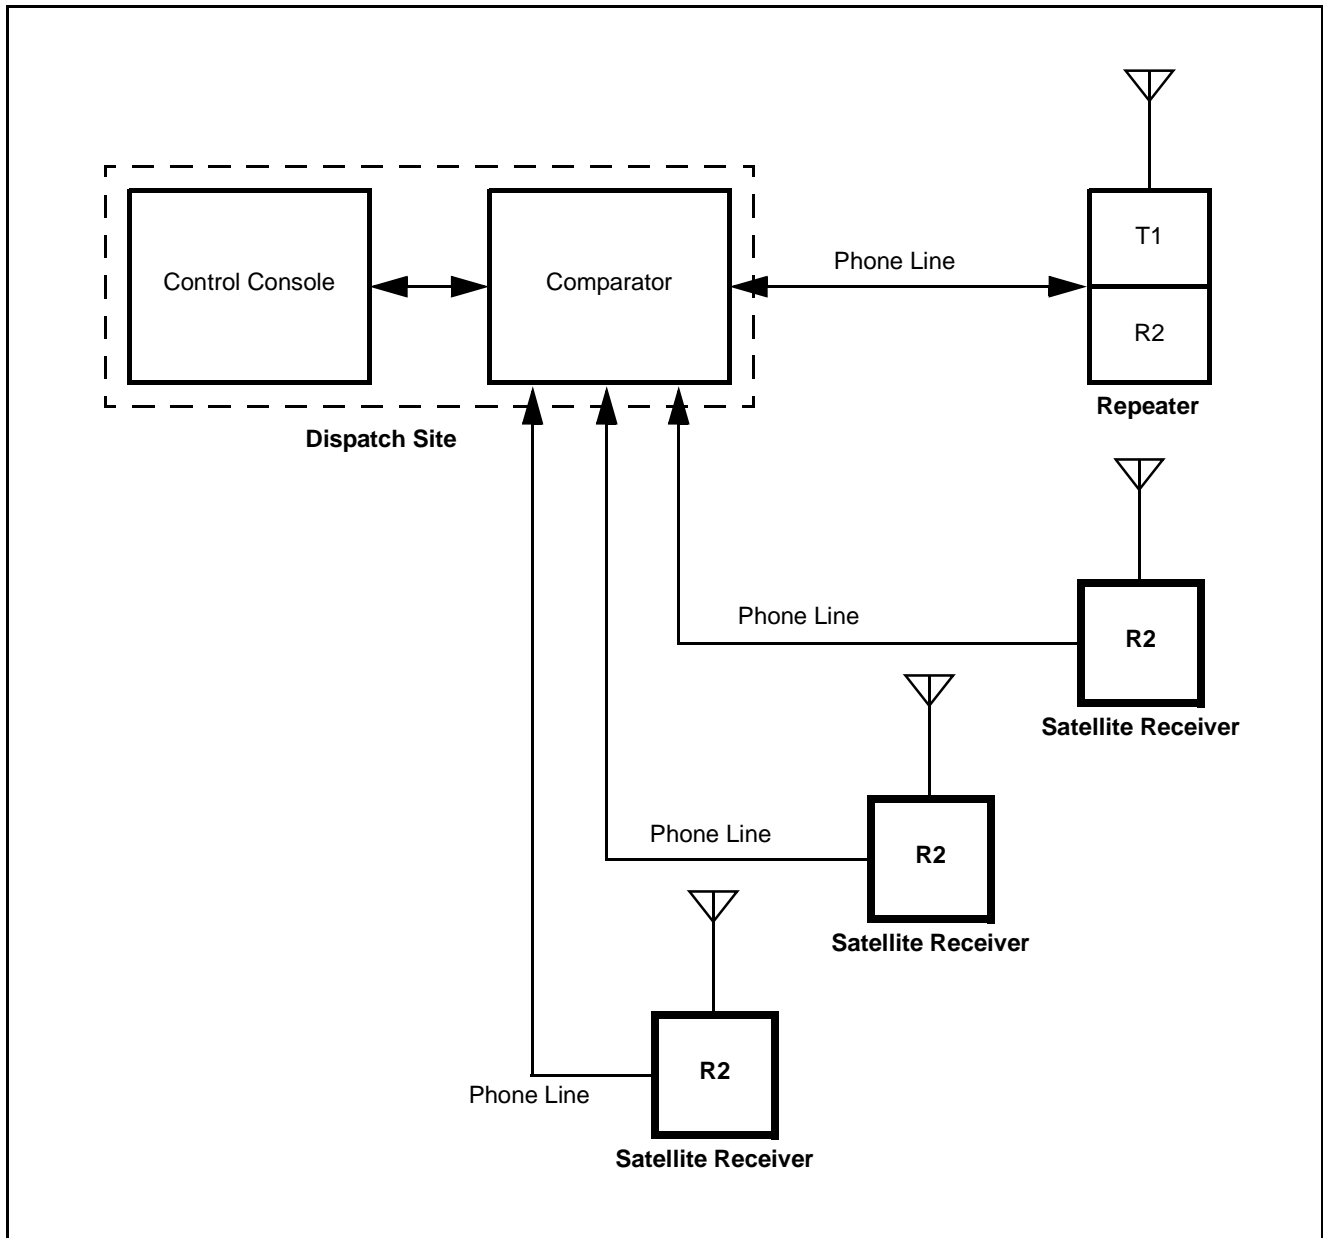 T1
Phone Line
Control Console
Comparator
R2
Repeater
Dispatch Site
Phone Line
R2
Satellite Receiver
Phone Line
R2
Satellite Receiver
R2
Phone Line
Satellite Receiver